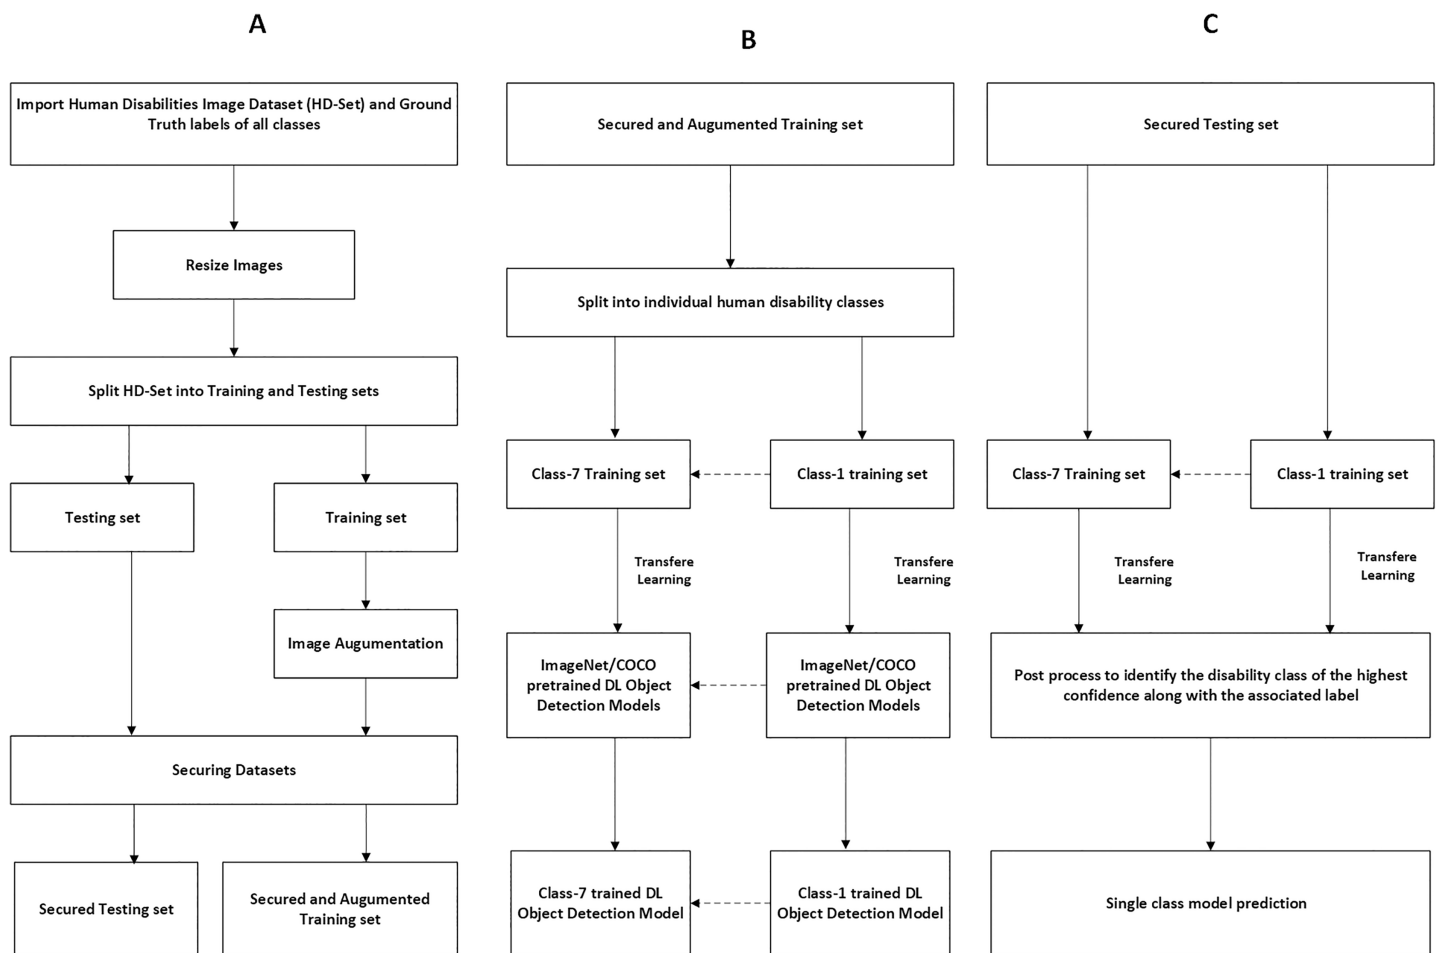 A
Import Human Disabilities Image Dataset (HD-Set) and Ground
Truth labels of all classes
Resize Images
Split HD-Set into Training and Testing sets
Testing set
Training set
Image Augumentation
Securing Datasets
Secured Testing set
Secured and Augumented
Training set
B
Secured and Augumented Training set
Split into individual human disability classes
Class-7 Training set
Class-1 training set
Transfere
Learning
Transfere
Learning
ImageNet/COCO
pretrained DL Object
Detection Models
ImageNet/COCO
pretrained DL Object
Detection Models
Class-7 trained DL
Object Detection Model
Class-1 trained DL
Object Detection Model
C
Secured Testing set
Class-7 Training set
Class-1 training set
Transfere
Learning
Transfere
Learning
Post process to identify the disability class of the highest
confidence along with the associated label
Single class model prediction